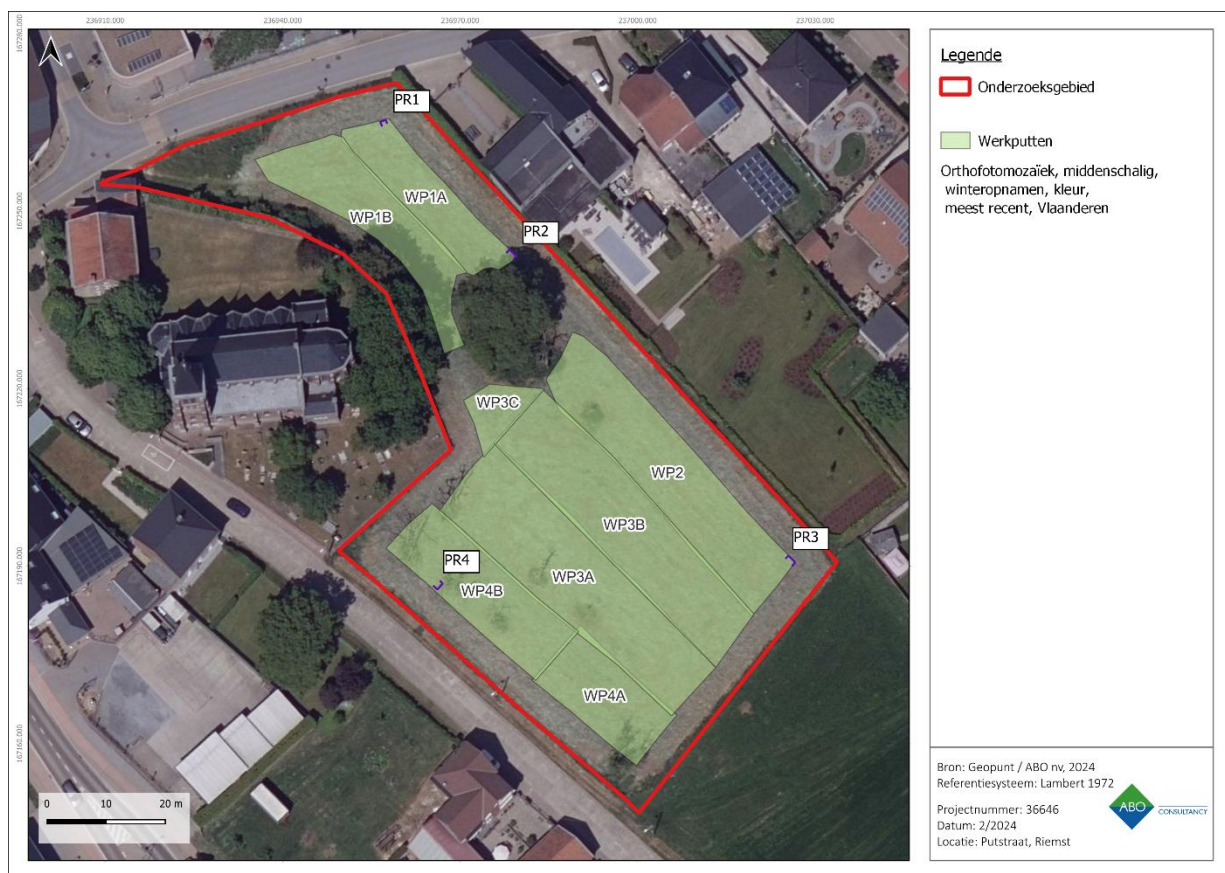 236910.000 236940.000 236970.000 237000.000 237030.000
167280.000
167250.000
167220.000
167190.000
167160.000
PR1
WP1A
WP1B
PR2
WP3C
WP2
WP3B
PR3
PR4
WP3A
WP4B
WP4A
0 10 20 m
Legende
Onderzoeksgebied
Werkputten
Orthofotomozaïek, middenschalig,
winteropnamen, kleur,
meest recent, Vlaanderen
Bron: Geopunt / ABO nv, 2024
Referentiesysteem: Lambert 1972
Projectnummer: 36646
Datum: 2/2024
Locatie: Putstraat, Riemst
ABO
CONSULTANCY